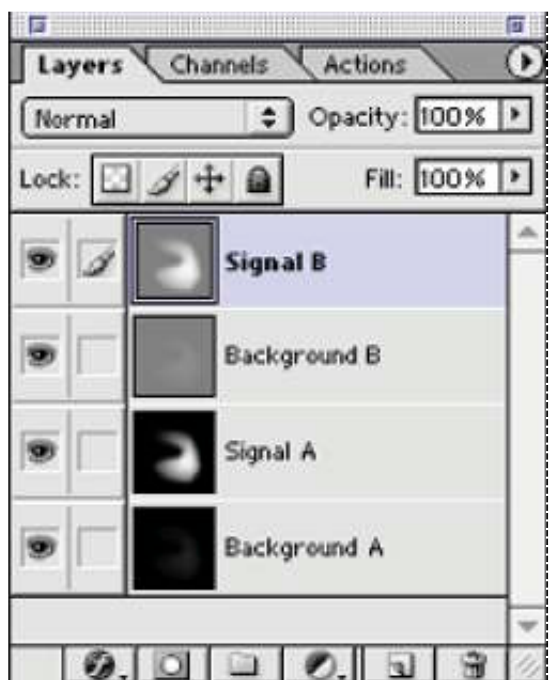 Layers Channels Actions
Normal Opacity: 100%
Lock: Fill: 100%
Signal B
Background B
Signal A
Background A